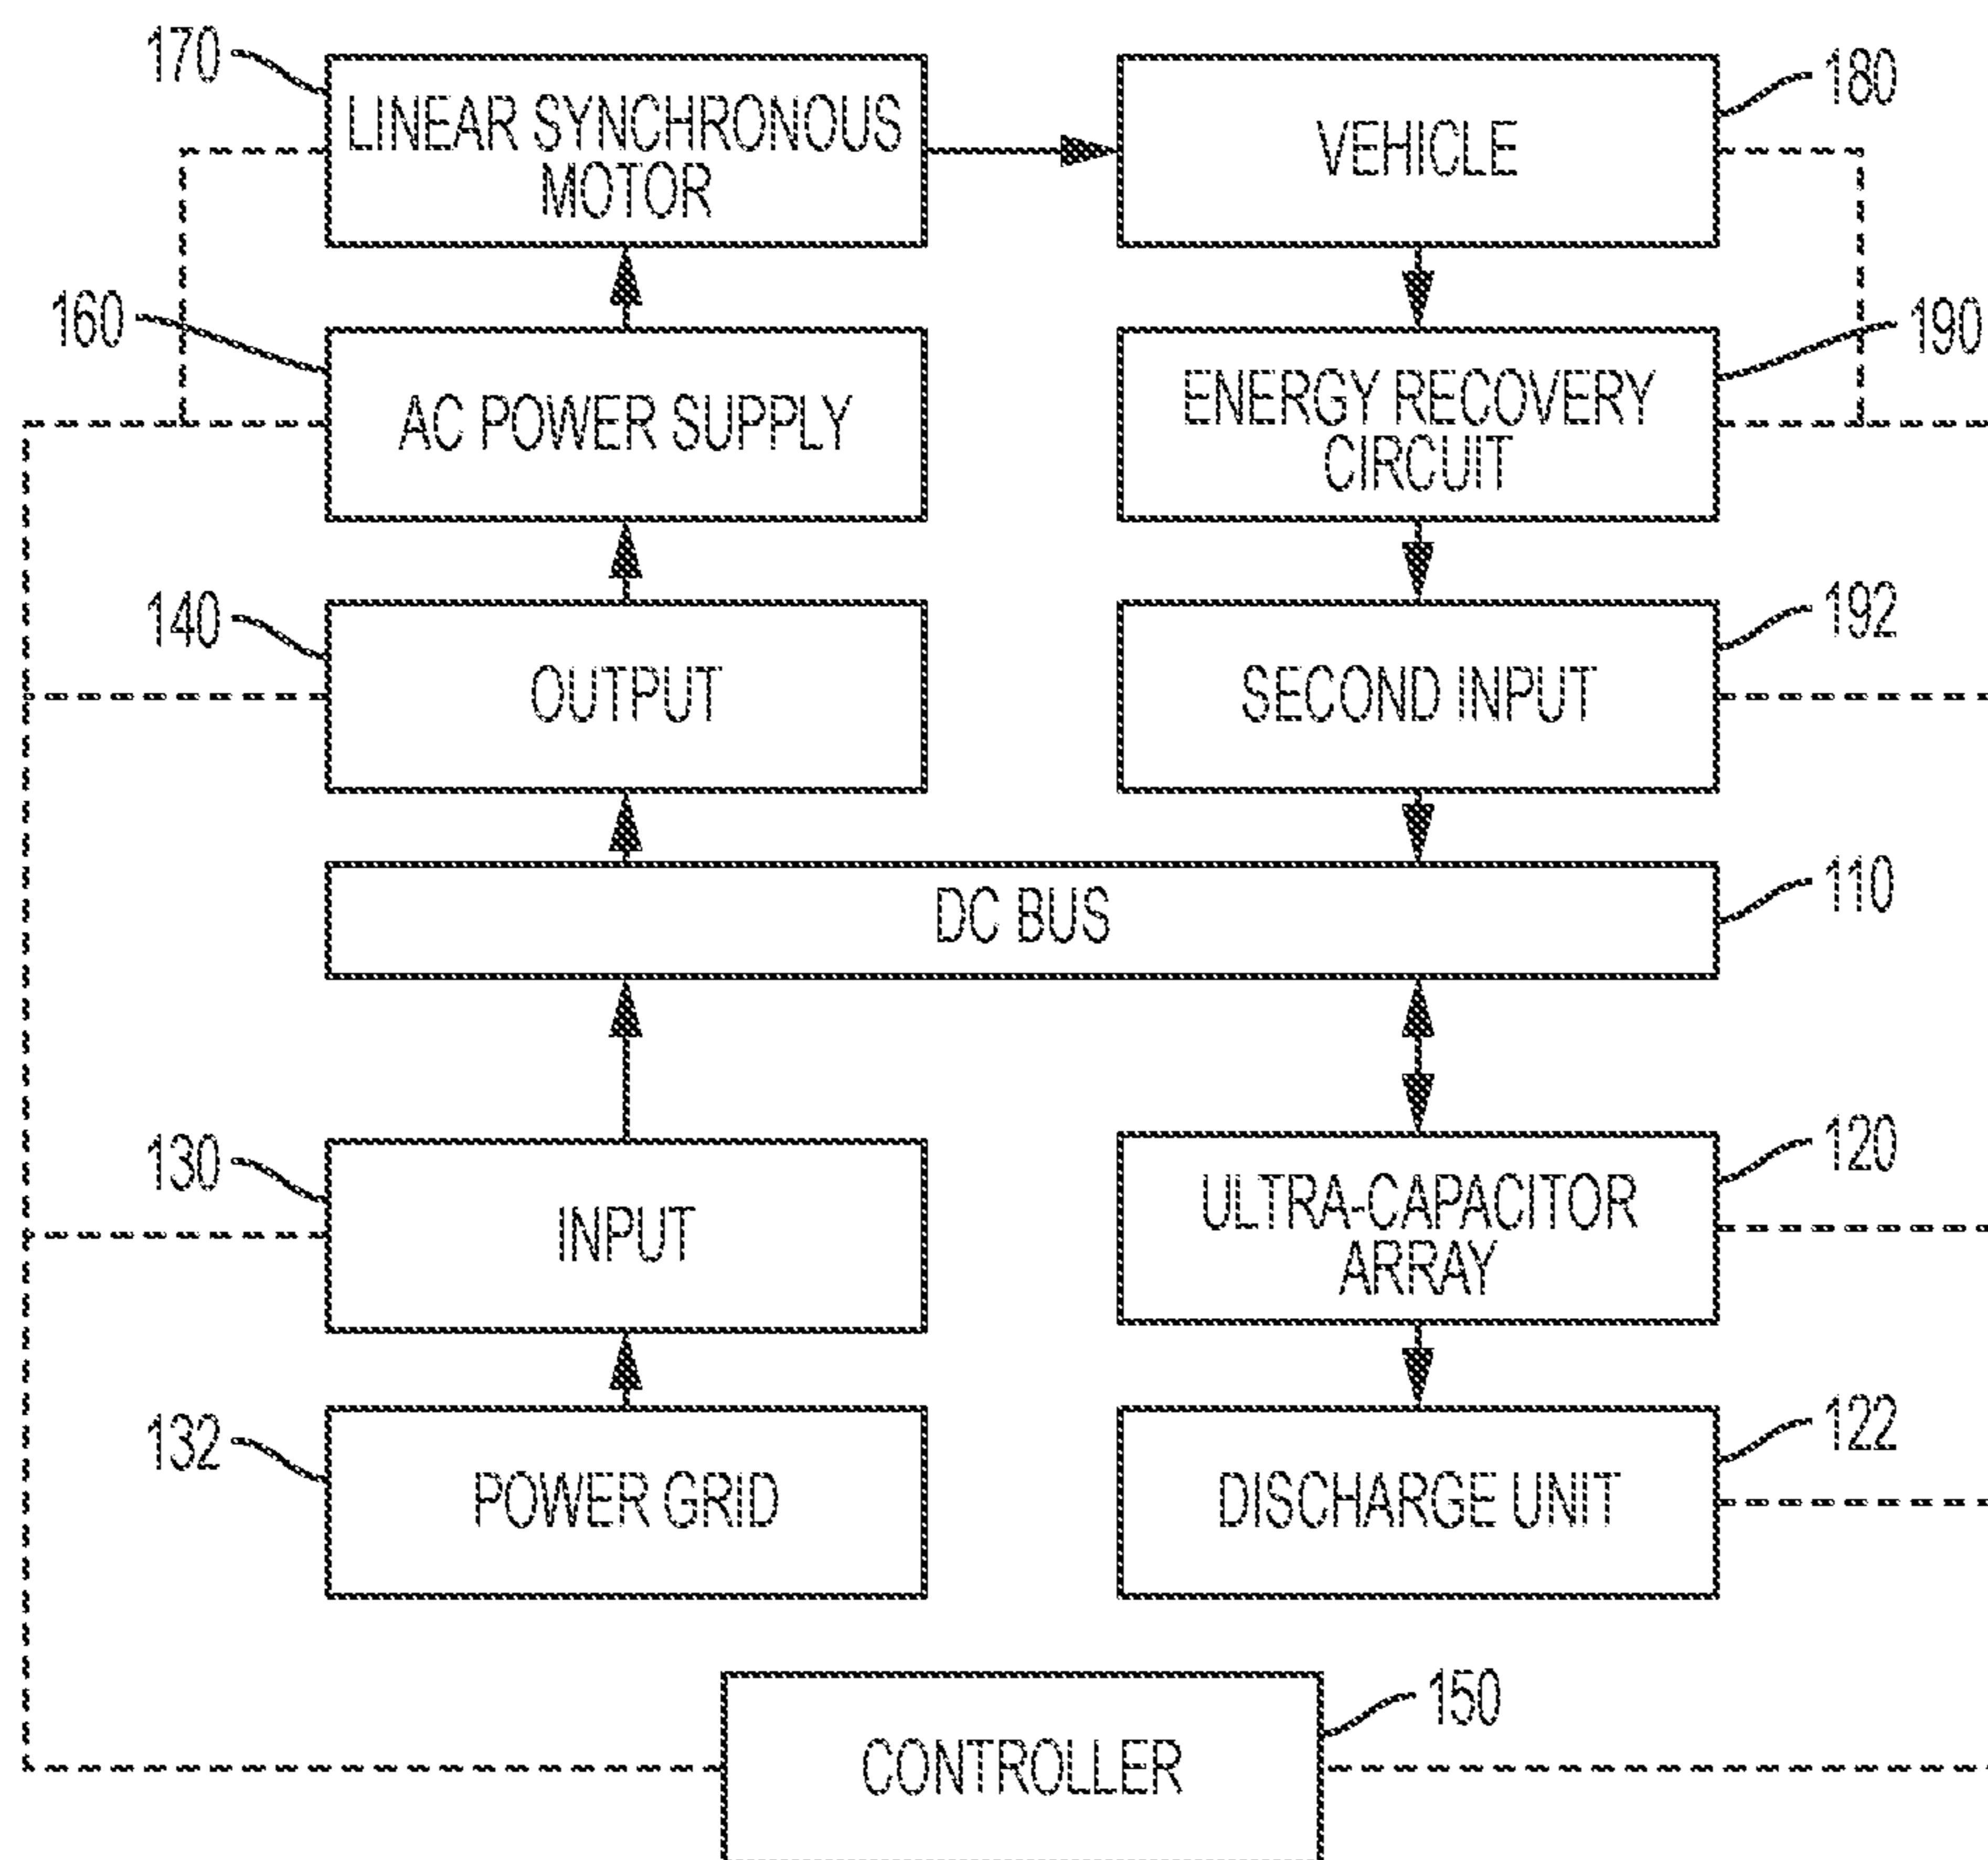 170
LINEAR SYNCHRONOUS
MOTOR
VEHICLE
180
160
AC POWER SUPPLY
ENERGY RECOVERY
CIRCUIT
190
140
OUTPUT
SECOND INPUT
192
DC BUS
110
130
INPUT
ULTRA-CAPACITOR
ARRAY
120
132
POWER GRID
DISCHARGE UNIT
122
CONTROLLER
150